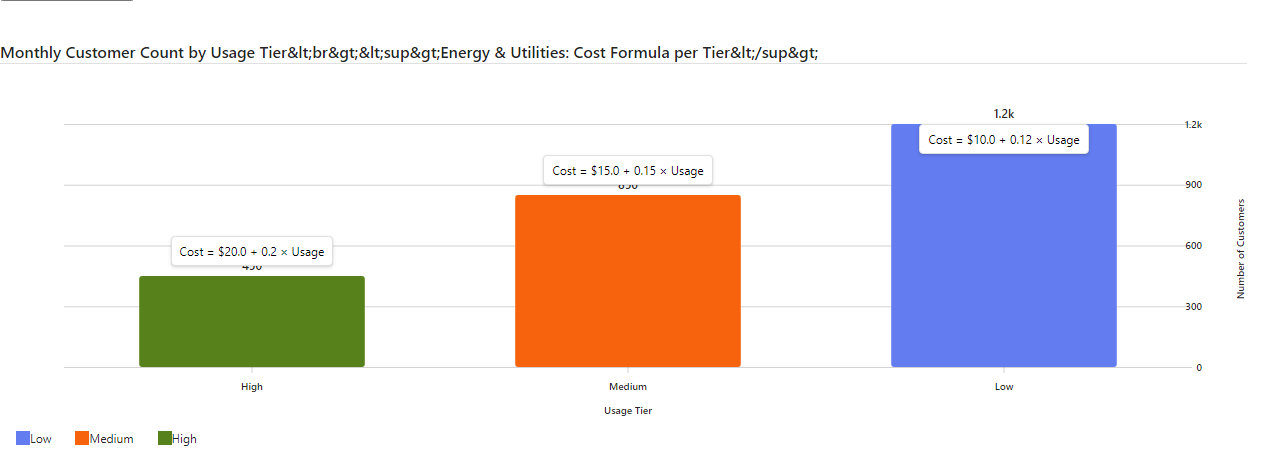 Monthly Customer Count by Usage Tier&lt;br&gt;&lt;sup&gt;Energy & Utilities: Cost Formula per Tier&lt;/sup&gt;
1.2k
Cost = $10.0 + 0.12 × Usage
1.2k
Cost = $15.0 + 0.15 × Usage
850
900
Cost = $20.0 + 0.2 × Usage
450
600
300
0
Number of Customers
High
Medium
Low
Usage Tier
Low
Medium
High